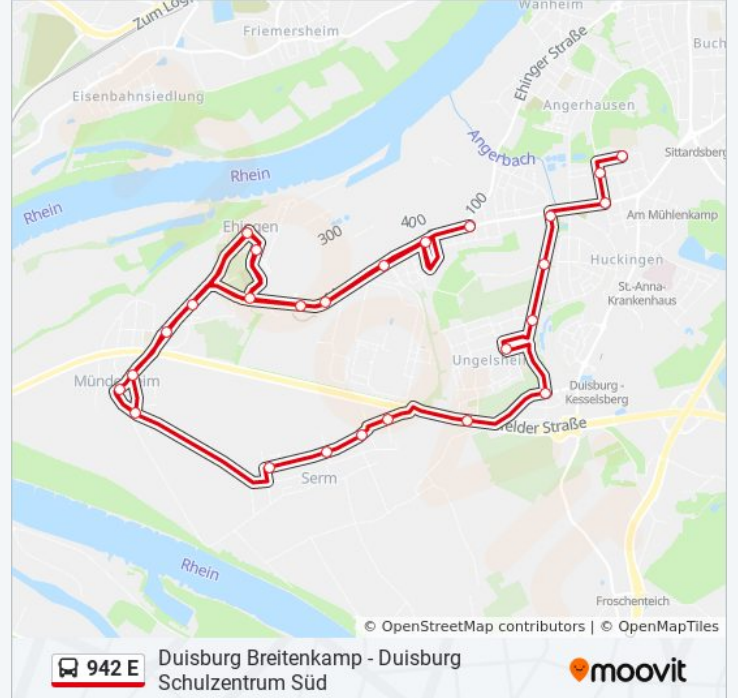 Wanheim
Zum Log
Friemersheim
Ehinger Straße
Buch
Eisenbahnsiedlung
Angerhausen
Angerbach
Sittardsberg
Rhein
Rhein
Am Mühlenkamp
Ehingen
300
400
100
Huckingen
St.-Anna-
Krankenhaus
Ungelsheim
Duisburg -
Kesselsberg
felder Straße
Serm
Rhein
Froschenteich
© OpenStreetMap contributors | © OpenMapTiles
942 E
Duisburg Breitenkamp - Duisburg
Schulzentrum Süd
moovit